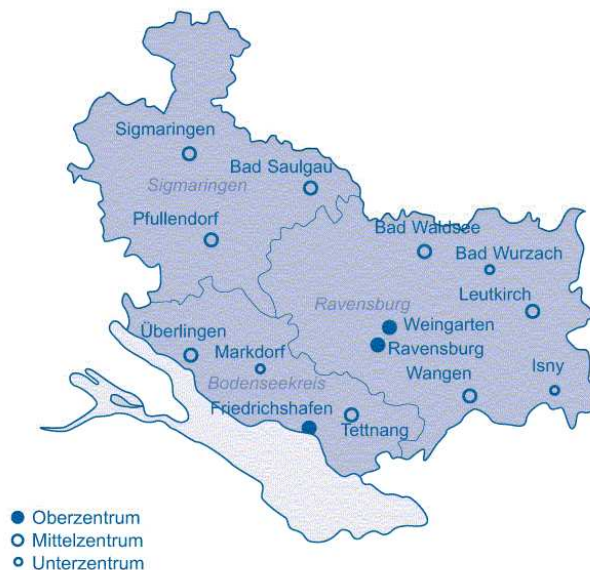 Sigmaringen
Bad Saulgau
Sigmaringen
Pfullendorf
Bad Waldsee
Bad Wurzach
Leutkirch
Ravensburg
Weingarten
Überlingen
Markdorf
Ravensburg
Isny
Wangen
Bodenseekreis
Friedrichshafen
Tettnang
Oberzentrum
Mittelzentrum
Unterzentrum